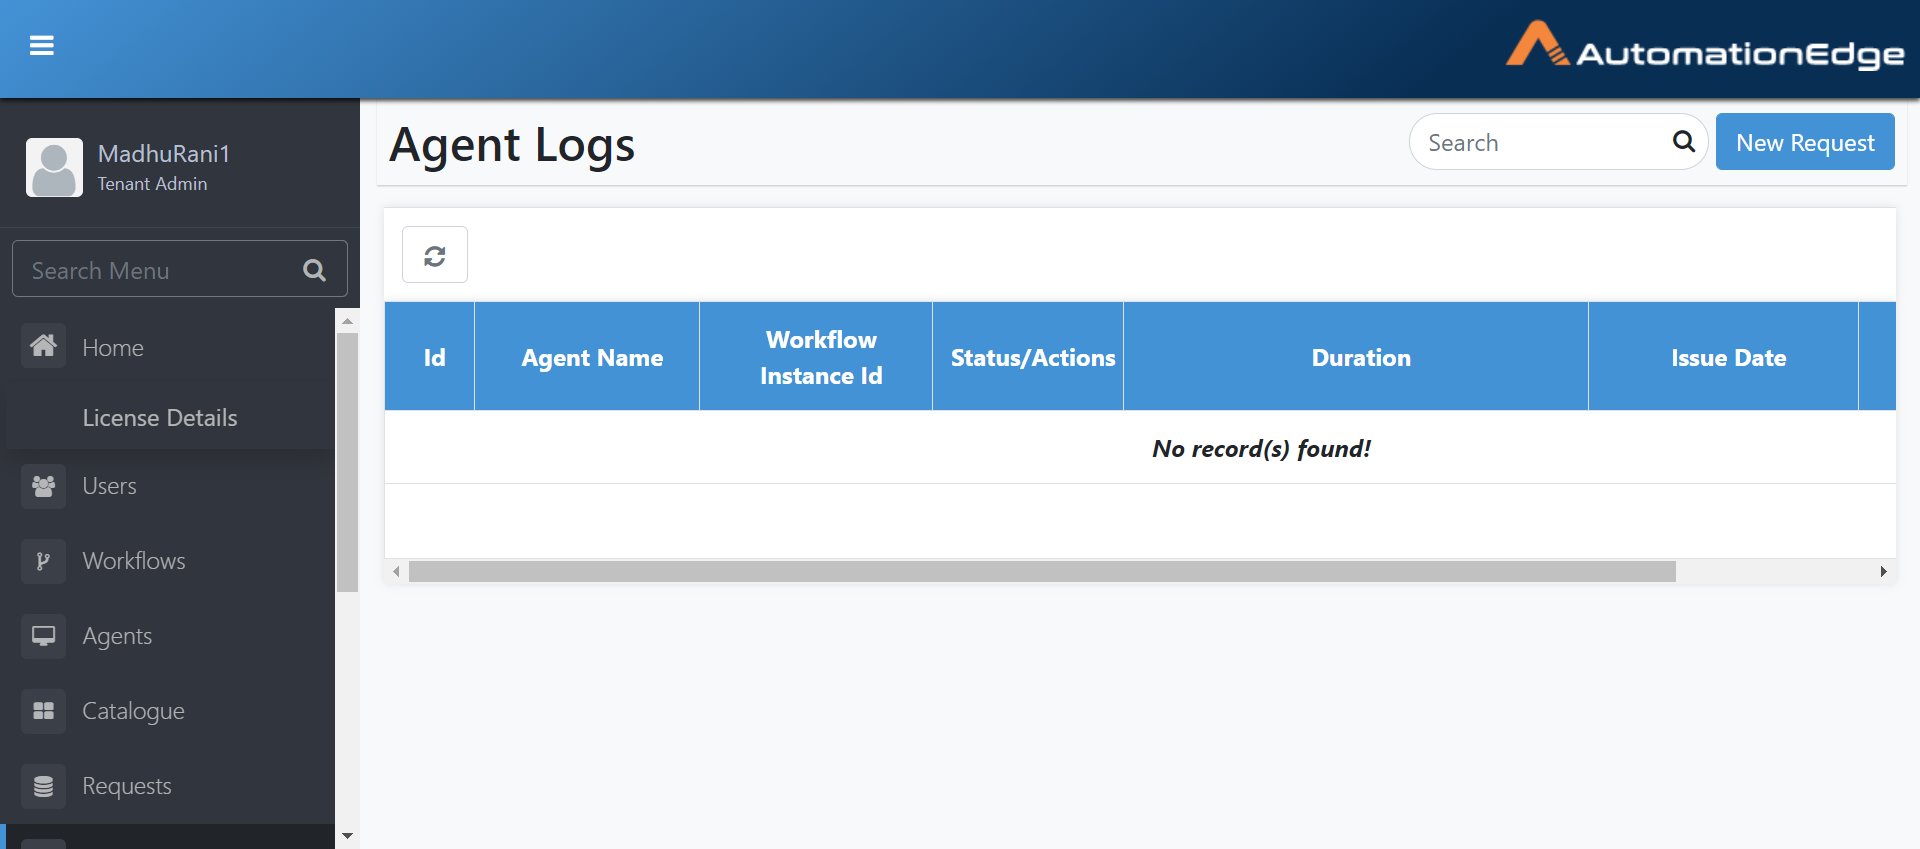 AutomationEdge
MadhuRani1
Tenant Admin
Search Menu
Home
License Details
Users
Workflows
Agents
Catalogue
Requests
Agent Logs
Search
New Request
Id
Agent Name
Workflow
Instance Id
Status/Actions
Duration
Issue Date
No record(s) found!